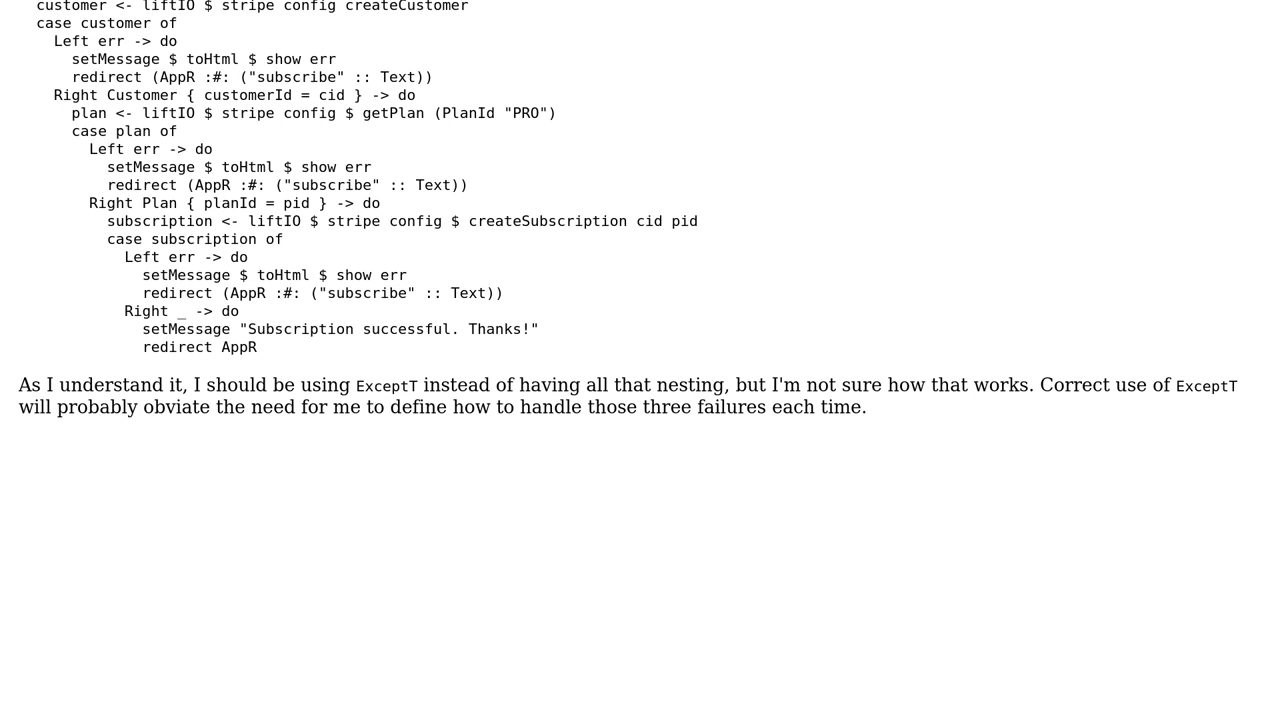 customer <- liftIO $ stripe config createCustomer
case customer of
Left err -> do
setMessage $ toHtml $ show err
redirect (AppR :#: ("subscribe" :: Text))
Right Customer { customerId = cid } -> do
plan <- liftIO $ stripe config $ getPlan (PlanId "PRO")
case plan of
Left err -> do
setMessage $ toHtml $ show err
redirect (AppR :#: ("subscribe" :: Text))
Right Plan { planId = pid } -> do
subscription <- liftIO $ stripe config $ createSubscription cid pid
case subscription of
Left err -> do
setMessage $ toHtml $ show err
redirect (AppR :#: ("subscribe" :: Text))
Right _ -> do
setMessage "Subscription successful. Thanks!"
redirect AppR
As I understand it, I should be using ExceptT instead of having all that nesting, but I'm not sure how that works. Correct use of ExceptT
will probably obviate the need for me to define how to handle those three failures each time.